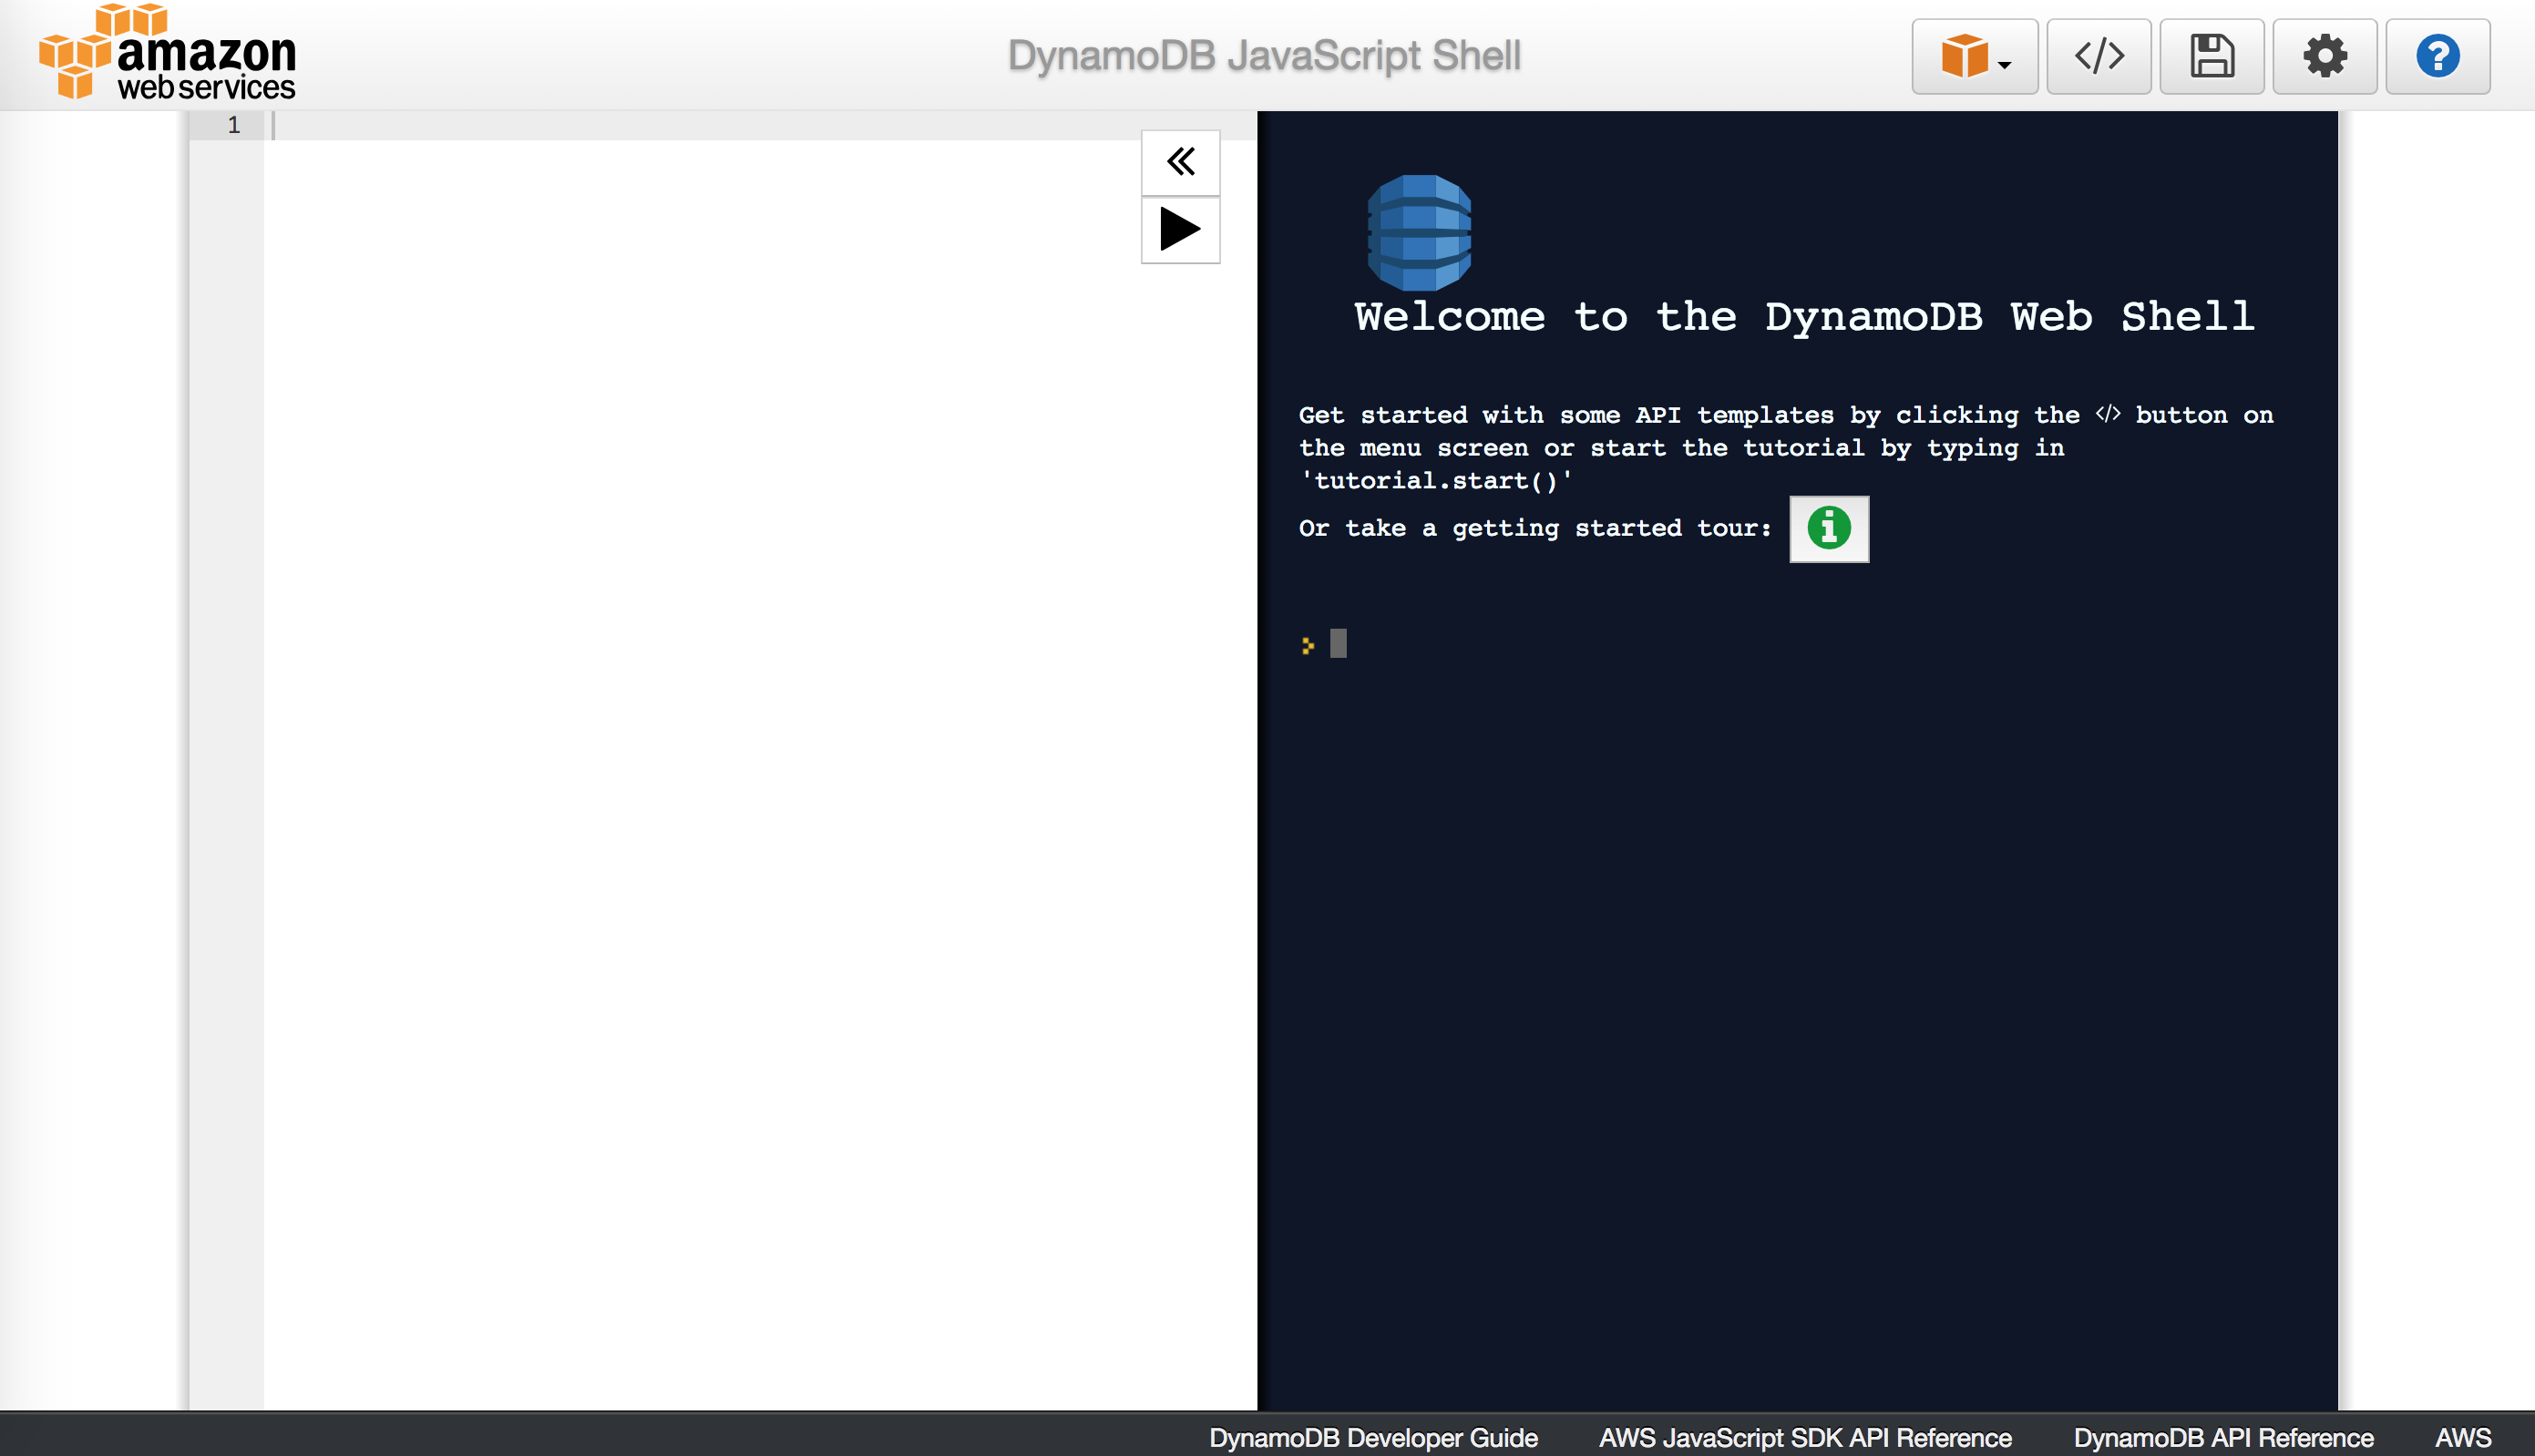 amazon
web services
DynamoDB JavaScript Shell
</>
1
Welcome to the DynamoDB Web Shell
Get started with some API templates by clicking the </> button on
the menu screen or start the tutorial by typing in
'tutorial.start()'
Or take a getting started tour:
>
DynamoDB Developer Guide AWS JavaScript SDK API Reference DynamoDB API Reference AWS